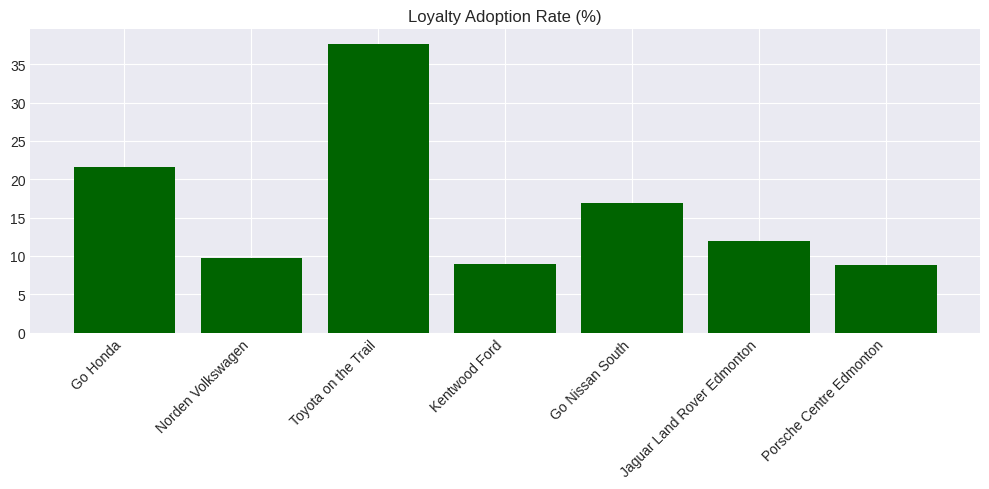 Loyalty Adoption Rate (%)
35
30
25
20
15
10
5
0
Go Honda
Norden Volkswagen
Toyota on the Trail
Kentwood Ford
Go Nissan South
Jaguar Land Rover Edmonton
Porsche Centre Edmonton